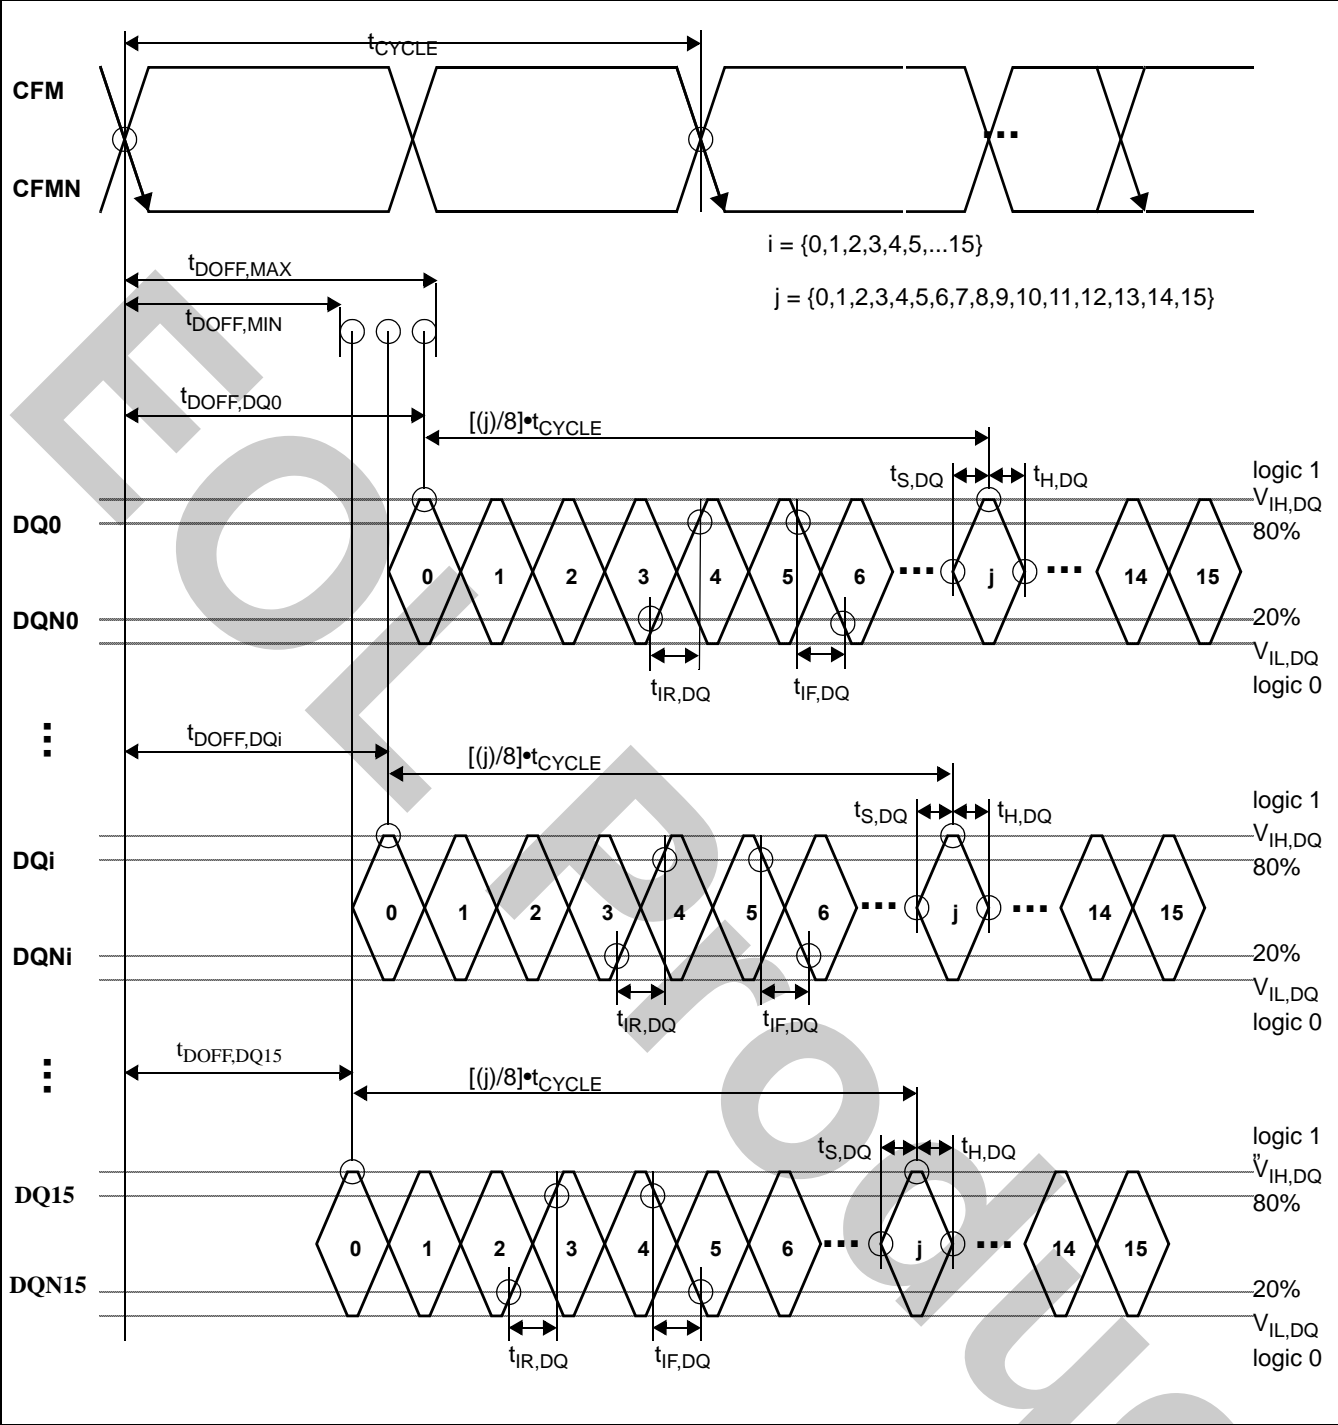 tCYCLE
CFM
CFMN
i = {0,1,2,3,4,5,...15}
tDOFF,MAX
j = {0,1,2,3,4,5,6,7,8,9,10,11,12,13,14,15}
tDOFF,MIN
tDOFF,DQ0
[(j)/8]•tCYCLE
tS,DQ tH,DQ logic 1
VIH,DQ
DQ0 80%
0 1 2 3 4 5 6 ... j ... 14 15
DQN0 20%
VIL,DQ
tIR,DQ tIF,DQ logic 0
tDOFF,DQi
[(j)/8]•tCYCLE
tS,DQ tH,DQ logic 1
VIH,DQ
DQi 80%
0 1 2 3 4 5 6 ... j ... 14 15
DQNi 20%
VIL,DQ
tIR,DQ tIF,DQ logic 0
tDOFF,DQ15
[(j)/8]•tCYCLE
tS,DQ tH,DQ logic 1
”
VIH,DQ
DQ15 80%
0 1 2 3 4 5 6 ... j ... 14 15
DQN15 20%
VIL,DQ
tIR,DQ tIF,DQ logic 0
EOL Produc